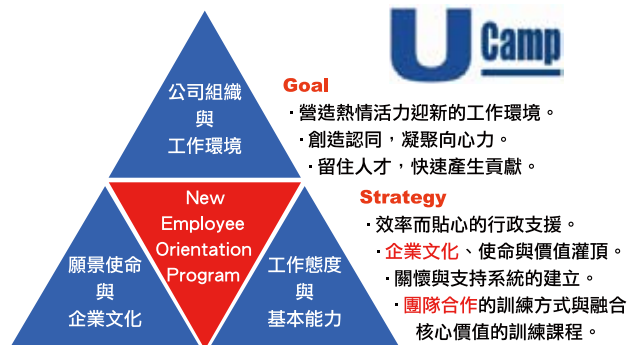 U Camp
公司組織
與
工作環境
Goal
·營造熱情活力迎新的工作環境。
·創造認同，凝聚向心力。
·留住人才，快速產生貢獻。
New
Employee
Orientation
Program
願景使命
與
企業文化
工作態度
與
基本能力
Strategy
·效率而貼心的行政支援。
·企業文化、使命與價值灌頂。
·關懷與支持系統的建立。
·團隊合作的訓練方式與融合
核心價值的訓練課程。